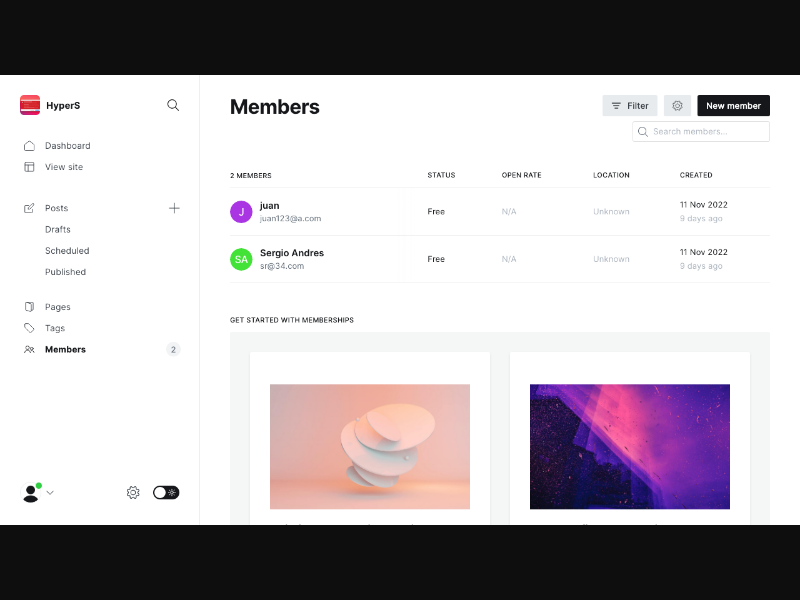 HyperS
Dashboard
View site
Posts
Drafts
Scheduled
Published
Pages
Tags
Members
2
Members
Filter
New member
Search members...
2 MEMBERS STATUS OPEN RATE LOCATION CREATED
J juan Free N/A Unknown 11 Nov 2022
juan123@a.com 9 days ago
SA Sergio Andres Free N/A Unknown 11 Nov 2022
sr@34.com 9 days ago
GET STARTED WITH MEMBERSHIPS